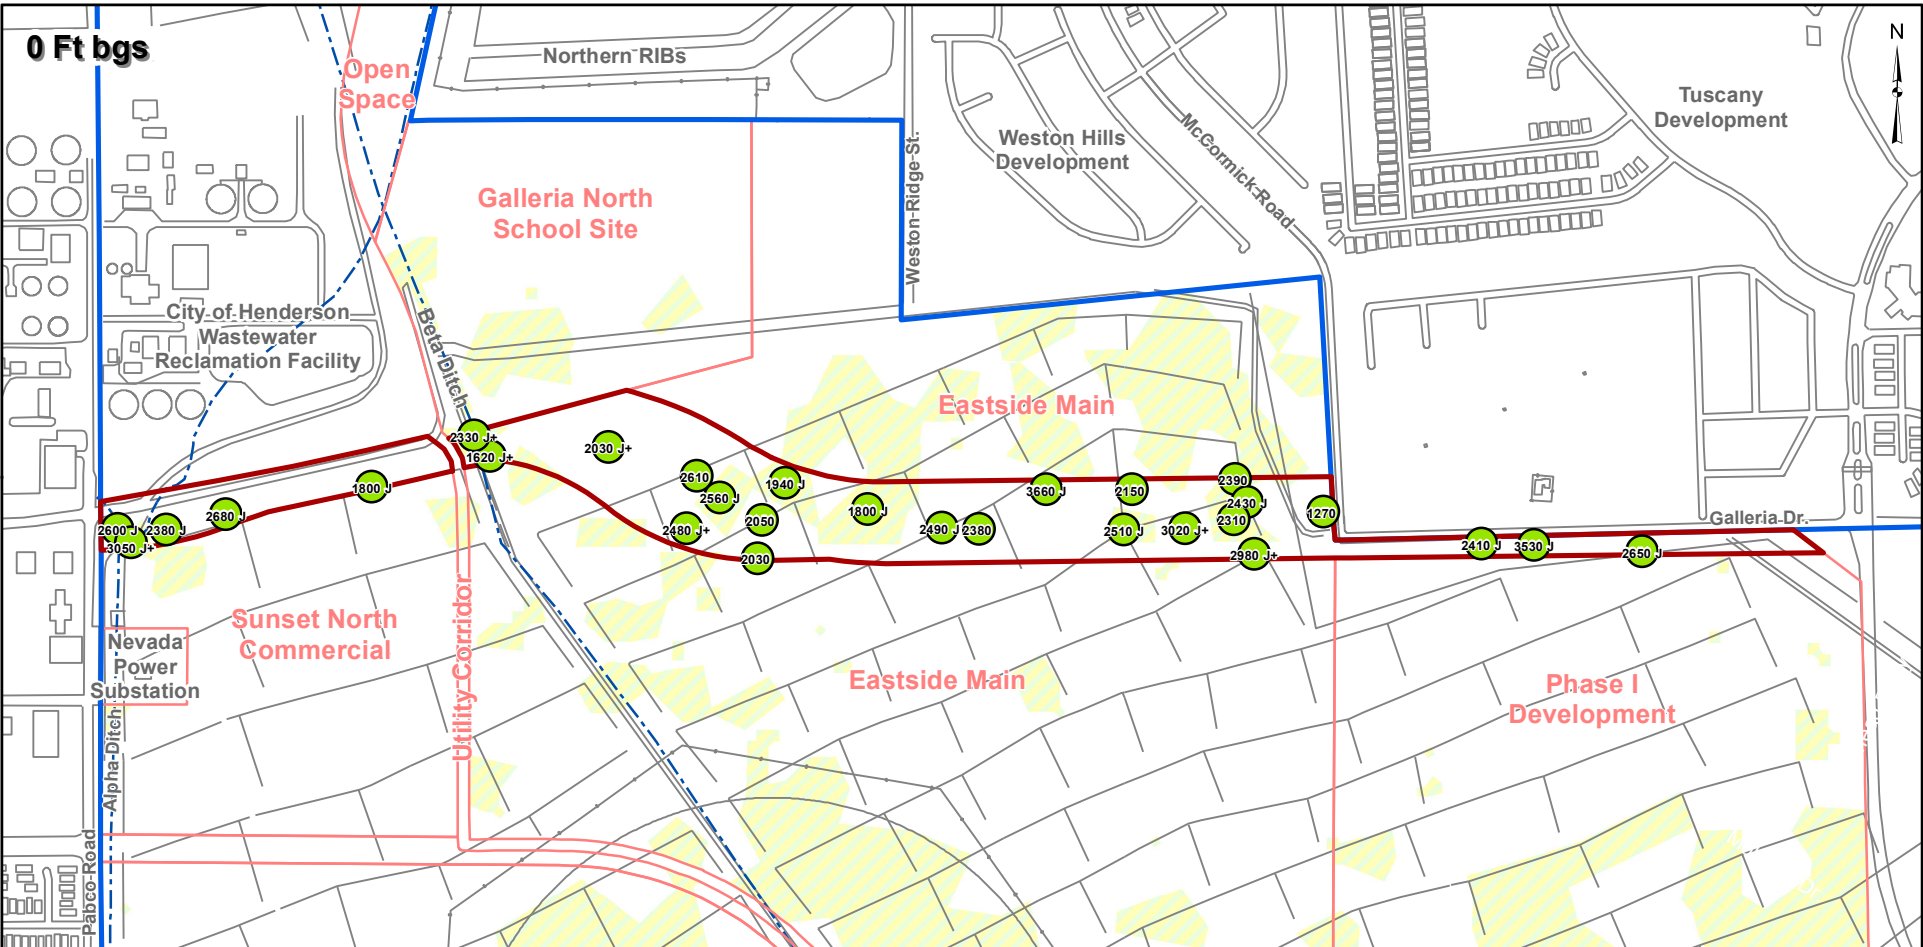 0 Ft bgs
N
Open
Space
Northern RIBs
Weston Hills
Development
McCormick Road
Tuscany
Development
Galleria North
School Site
Weston Ridge St.
City of Henderson
Wastewater
Reclamation Facility
Beta Ditch
Eastside Main
2330 J+
1620 J+
2030 J+
2610
2560 J
1940 J
2480 J+
2050
2030
1800 J
2490 J
2380
3660 J
2150
2390
2430 J
2310
2510 J
3020 J+
2980 J+
1270
2410 J
3530 J
2650 J
Galleria Dr.
2600 J
3050 J+
2380 J
2680 J
1800 J
Sunset North
Commercial
Nevada
Power
Substation
Utility Corridor
Eastside Main
Phase I
Development
Alpha Ditch
Pabco Road